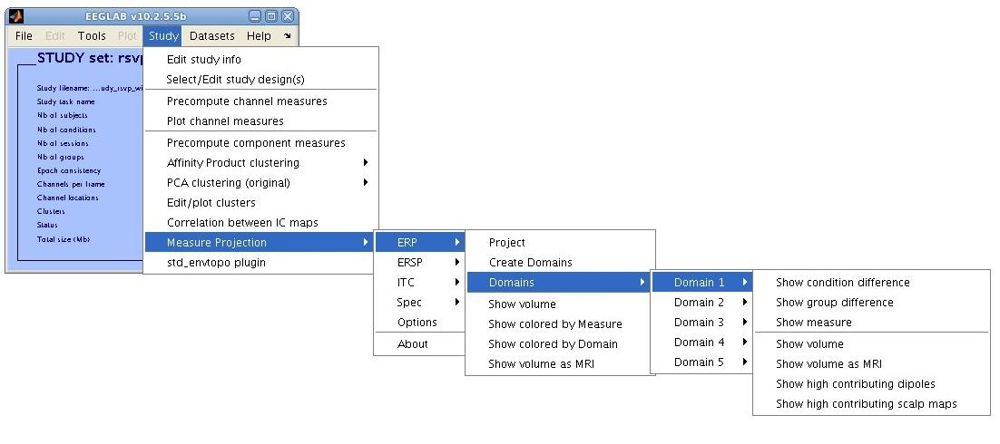 EEGLAB v10.2.5.5b
File Edit Tools Plot Study Datasets Help
STUDY set: rsvp
Study filename: ...udy_rsvp_wi
Study task name
Nb of subjects
Nb of conditions
Nb of sessions
Nb of groups
Epoch consistency
Channels per frame
Channel locations
Clusters
Status
Total size (Mb)
Edit study info
Select/Edit study design(s)
Precompute channel measures
Plot channel measures
Precompute component measures
Affinity Product clustering
PCA clustering (original)
Edit/plot clusters
Correlation between IC maps
Measure Projection
std_envtopo plugin
ERP
ERSP
ITC
Spec
Options
About
Project
Create Domains
Domains
Show volume
Show colored by Measure
Show colored by Domain
Show volume as MRI
Domain 1
Domain 2
Domain 3
Domain 4
Domain 5
Show condition difference
Show group difference
Show measure
Show volume
Show volume as MRI
Show high contributing dipoles
Show high contributing scalp maps